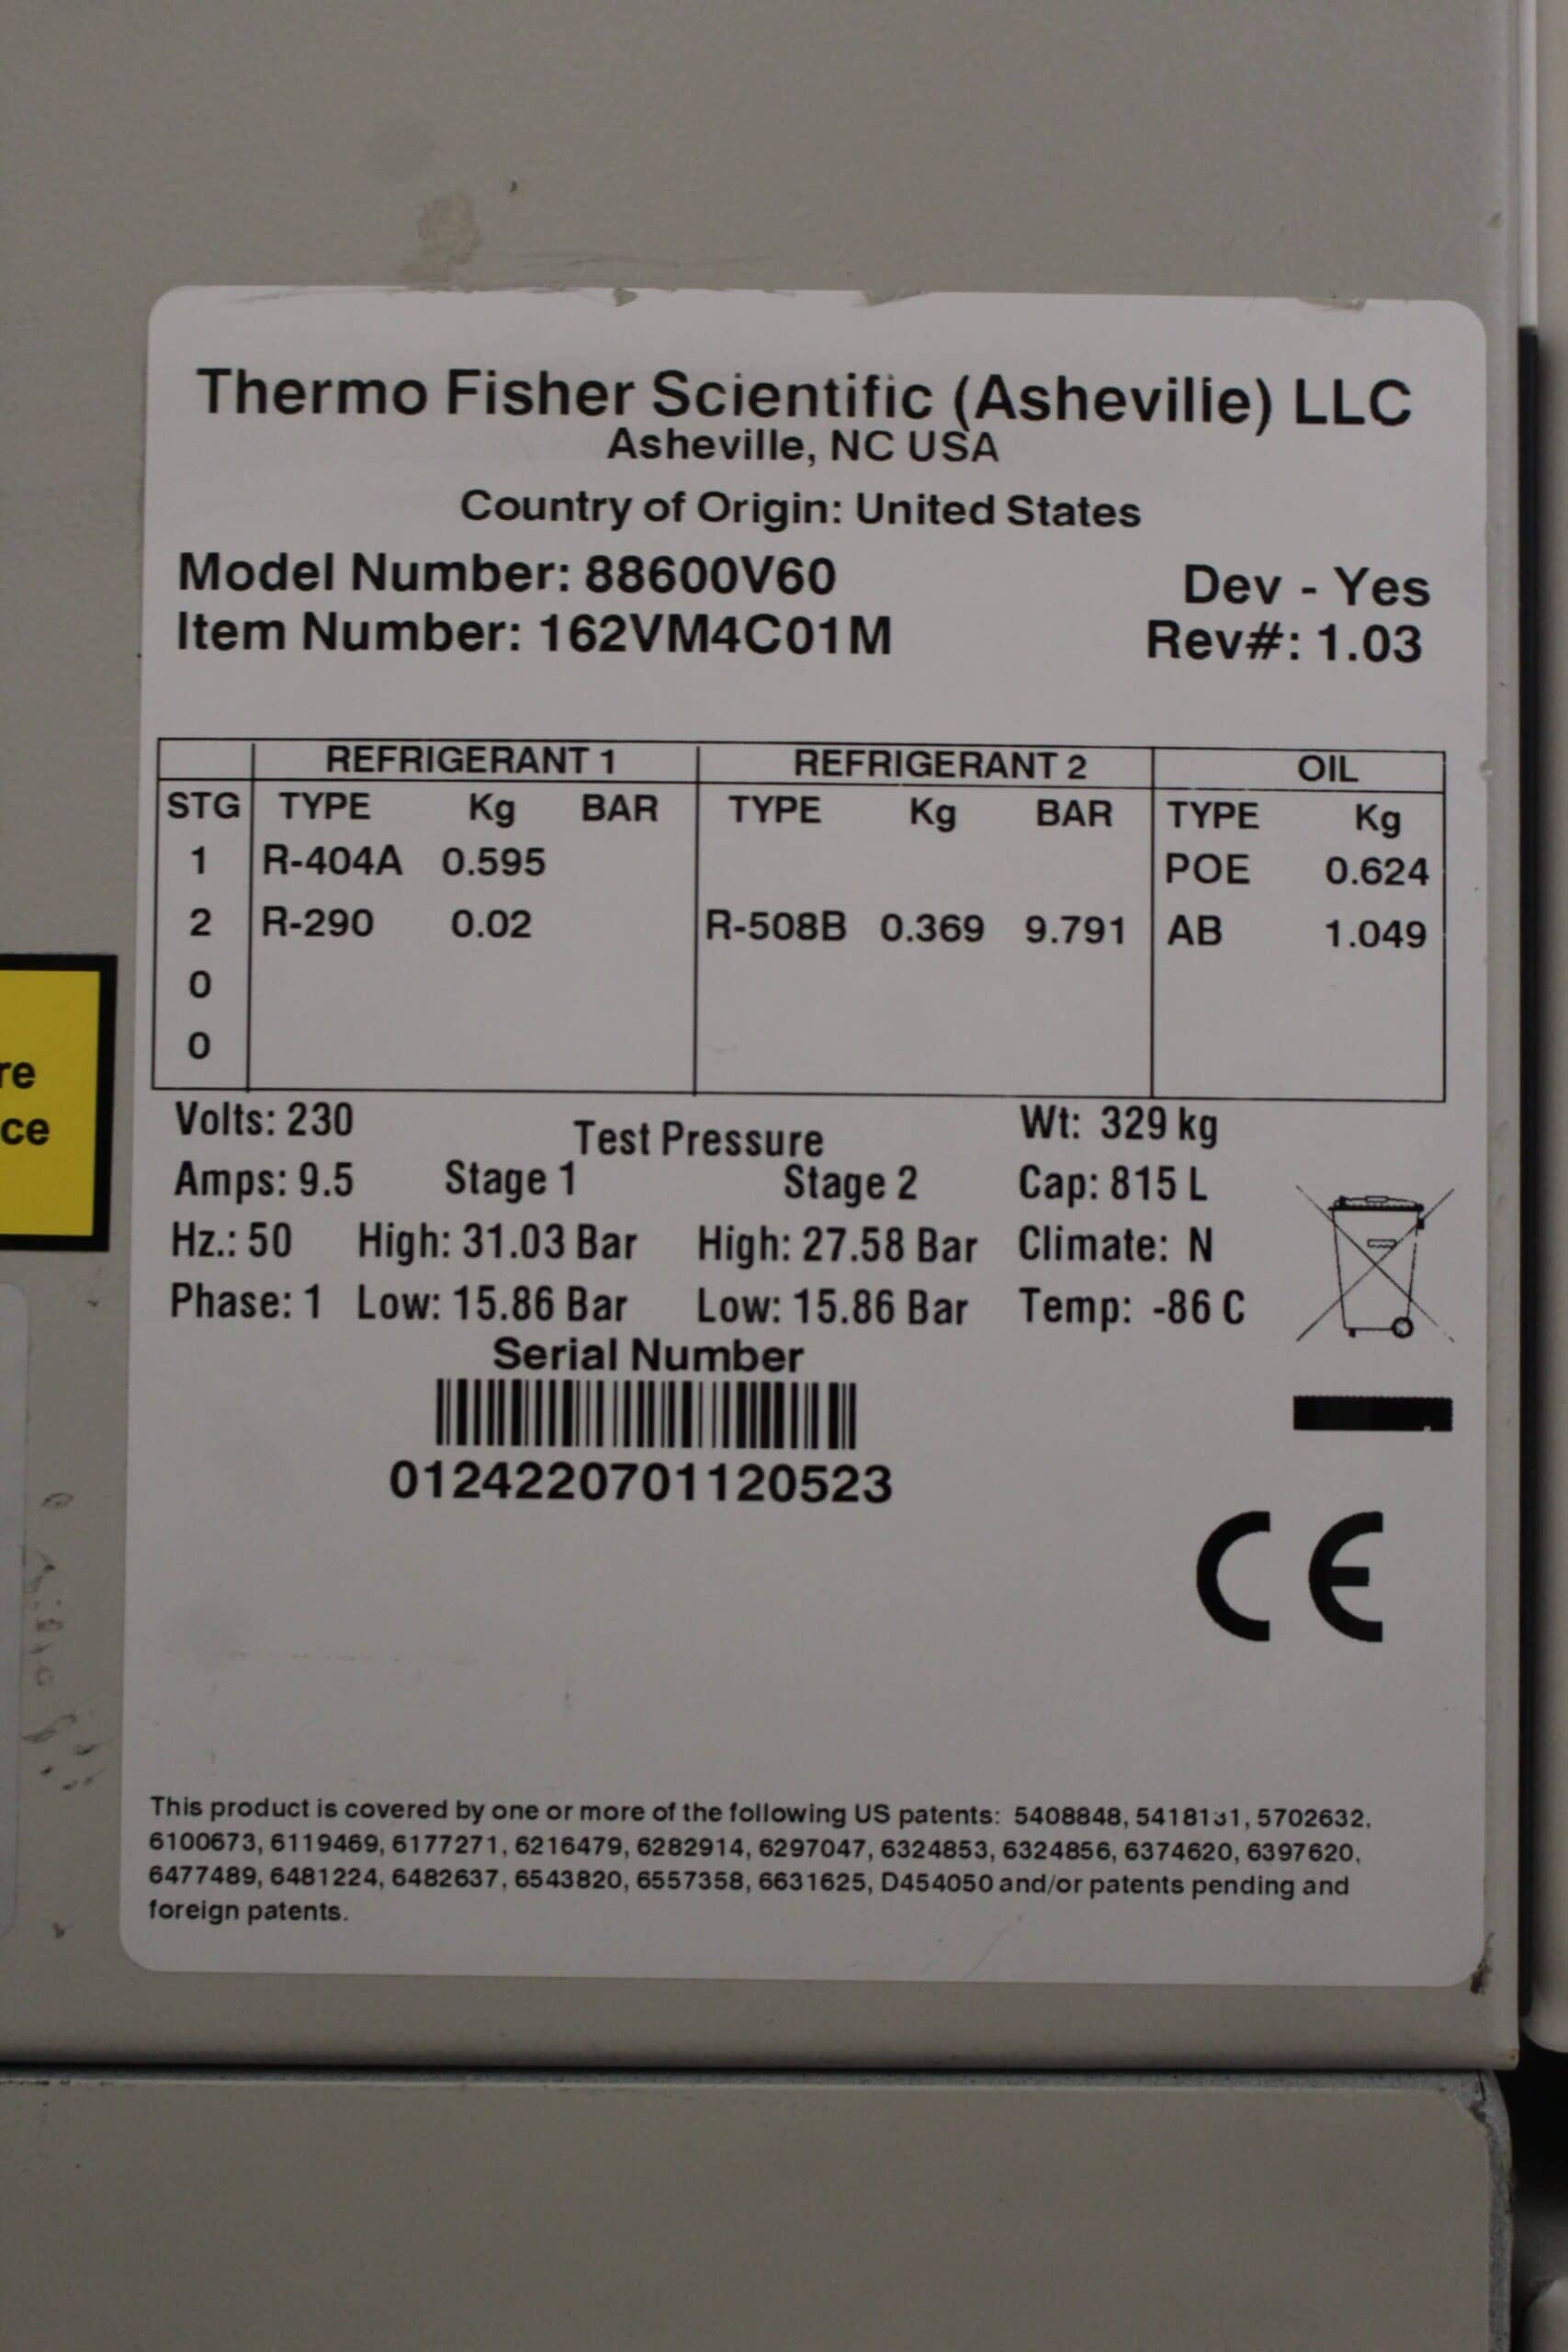 Thermo Fisher Scientific (Asheville) LLC
Asheville, NC USA
Country of Origin: United States
Model Number: 88600V60
Dev - Yes
Item Number: 162VM4C01M
Rev#: 1.03
REFRIGERANT 1 REFRIGERANT 2 OIL
STG TYPE Kg BAR TYPE Kg BAR TYPE Kg
1 R-404A 0.595 POE 0.624
2 R-290 0.02 R-508B 0.369 9.791 AB 1.049
0
0
Volts: 230 Test Pressure Wt: 329 kg
Amps: 9.5 Stage 1 Stage 2 Cap: 815 L
Hz.: 50 High: 31.03 Bar High: 27.58 Bar Climate: N
Phase: 1 Low: 15.86 Bar Low: 15.86 Bar Temp: -86 C
Serial Number
0124220701120523
CE
This product is covered by one or more of the following US patents: 5408848, 5418131, 5702632,
6100673, 6119469, 6177271, 6216479, 6282914, 6297047, 6324853, 6324856, 6374620, 6397620,
6477489, 6481224, 6482637, 6543820, 6557358, 6631625, D454050 and/or patents pending and
foreign patents.
re
ce